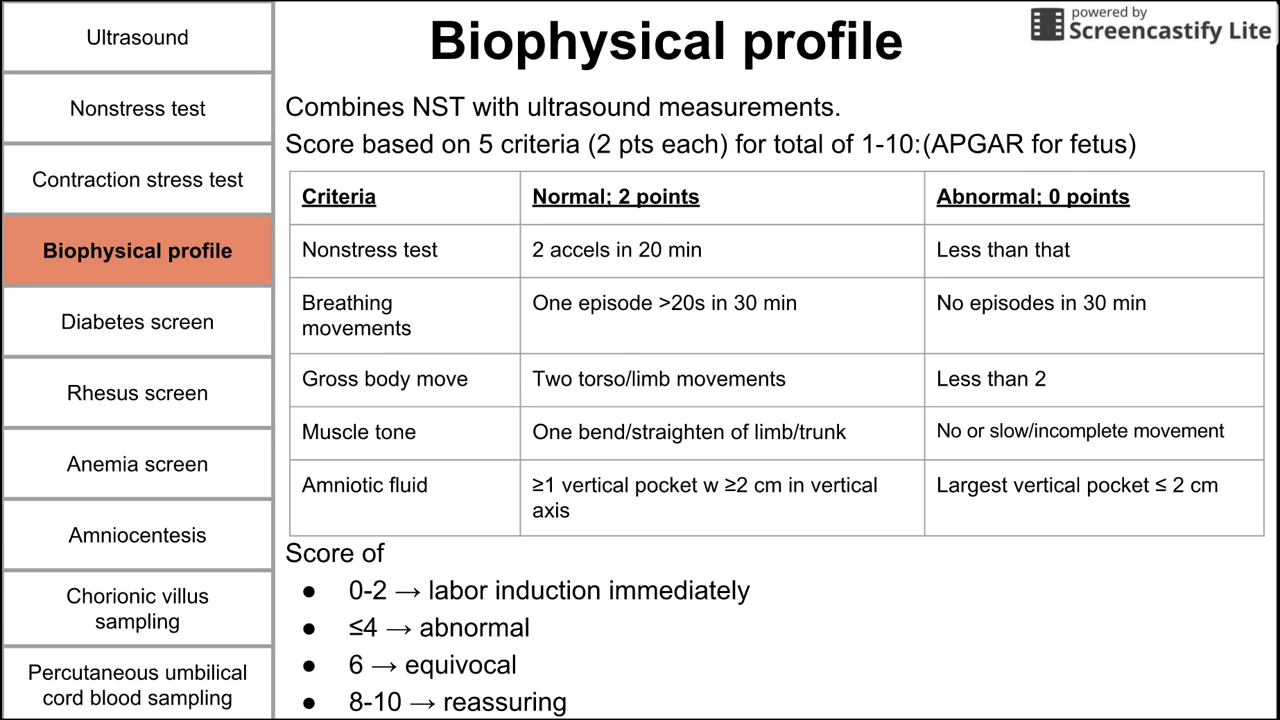 Ultrasound
Nonstress test
Contraction stress test
Biophysical profile
Diabetes screen
Rhesus screen
Anemia screen
Amniocentesis
Chorionic villus
sampling
Percutaneous umbilical
cord blood sampling
Biophysical profile
powered by
Screencastify Lite
Combines NST with ultrasound measurements.
Score based on 5 criteria (2 pts each) for total of 1-10:(APGAR for fetus)
Criteria Normal; 2 points Abnormal; 0 points
Nonstress test 2 accels in 20 min Less than that
Breathing One episode >20s in 30 min No episodes in 30 min
movements
Gross body move Two torso/limb movements Less than 2
Muscle tone One bend/straighten of limb/trunk No or slow/incomplete movement
Amniotic fluid ≥1 vertical pocket w ≥2 cm in vertical Largest vertical pocket ≤ 2 cm
axis
Score of
● 0-2 → labor induction immediately
● ≤4 → abnormal
● 6 → equivocal
● 8-10 → reassuring